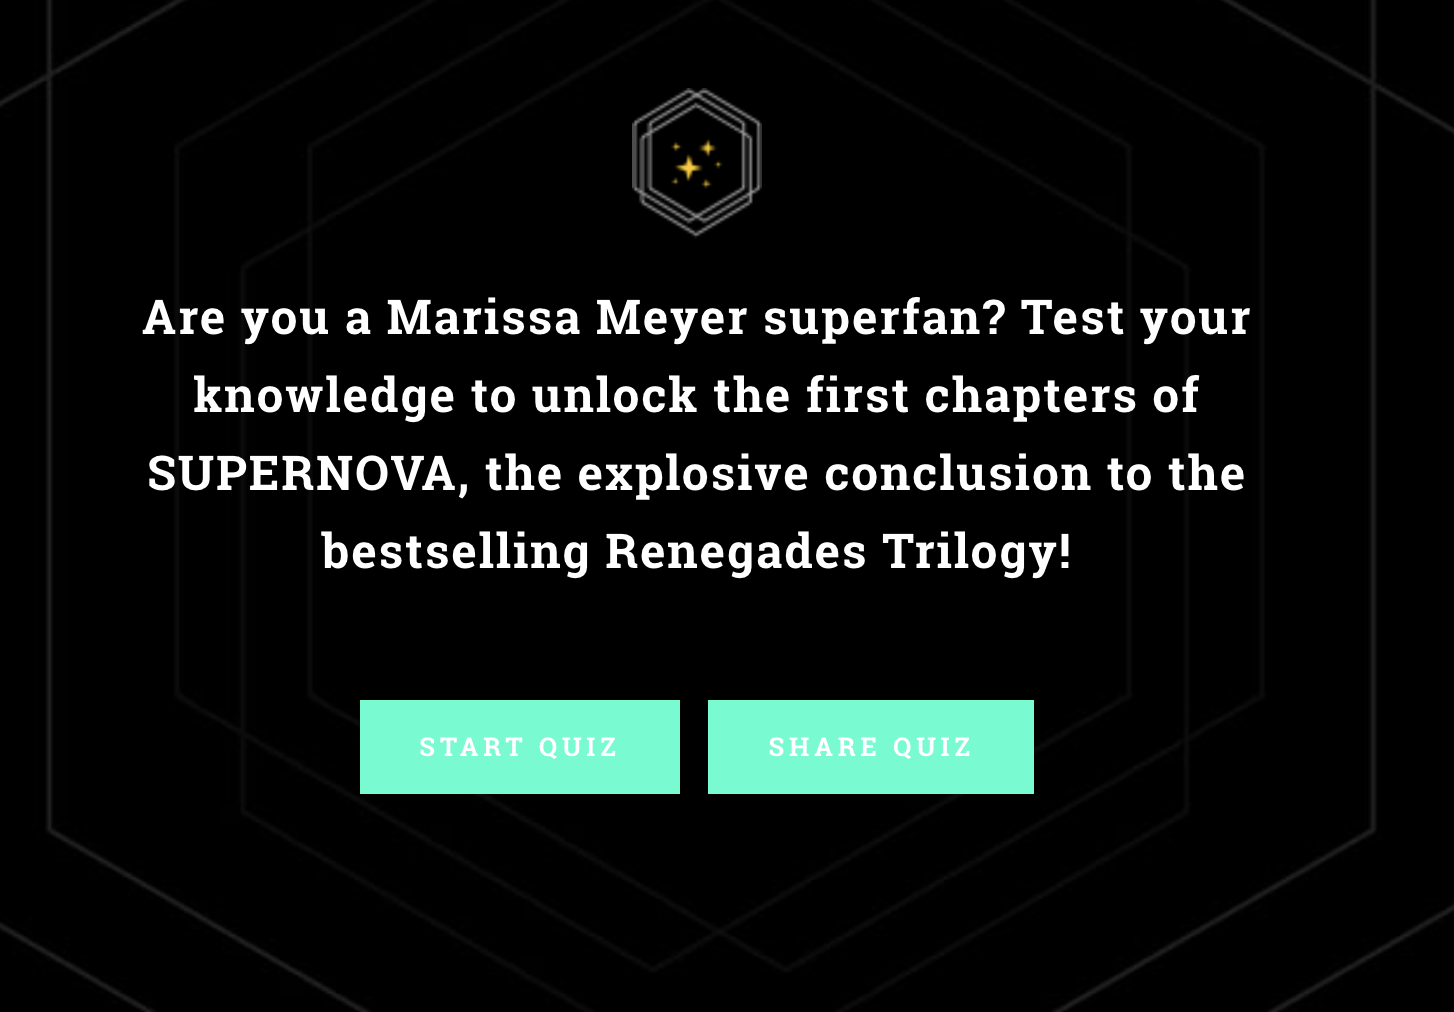 Are you a Marissa Meyer superfan? Test your
knowledge to unlock the first chapters of
SUPERNOVA, the explosive conclusion to the
bestselling Renegades Trilogy!
START QUIZ
SHARE QUIZ